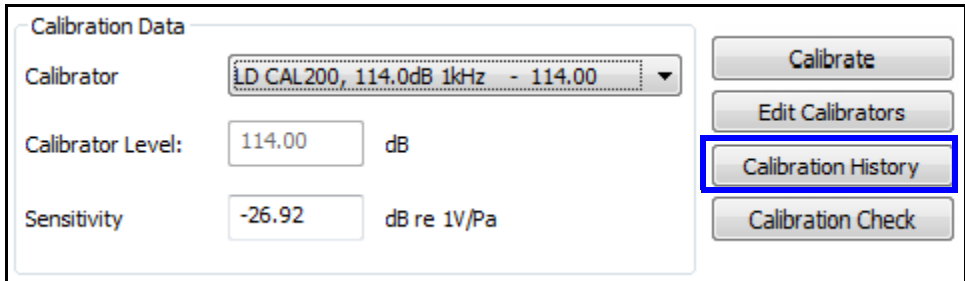 Calibration Data
Calibrator LD CAL200, 114.0dB 1kHz - 114.00
Calibrator Level: 114.00 dB
Sensitivity -26.92 dB re 1V/Pa
Calibrate
Edit Calibrators
Calibration History
Calibration Check